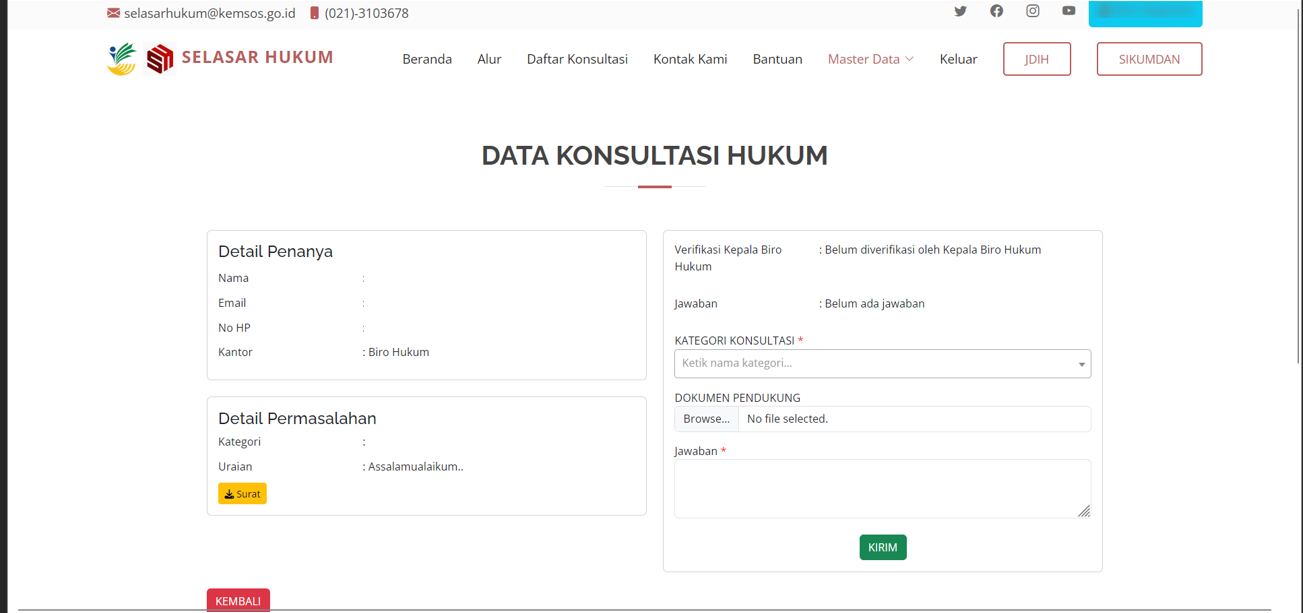 selasarhukum@kemsos.go.id (021)-3103678
SELASAR HUKUM Beranda Alur Daftar Konsultasi Kontak Kami Bantuan Master Data Keluar JDIH SIKUMDAN
DATA KONSULTASI HUKUM
Detail Penanya
Nama :
Email :
No HP :
Kantor : Biro Hukum
Detail Permasalahan
Kategori :
Uraian : Assalamualaikum..
Surat
Verifikasi Kepala Biro : Belum diverifikasi oleh Kepala Biro Hukum
Hukum
Jawaban : Belum ada jawaban
KATEGORI KONSULTASI *
Ketik nama kategori...
DOKUMEN PENDUKUNG
Browse... No file selected.
Jawaban *
KIRIM
KEMBALI